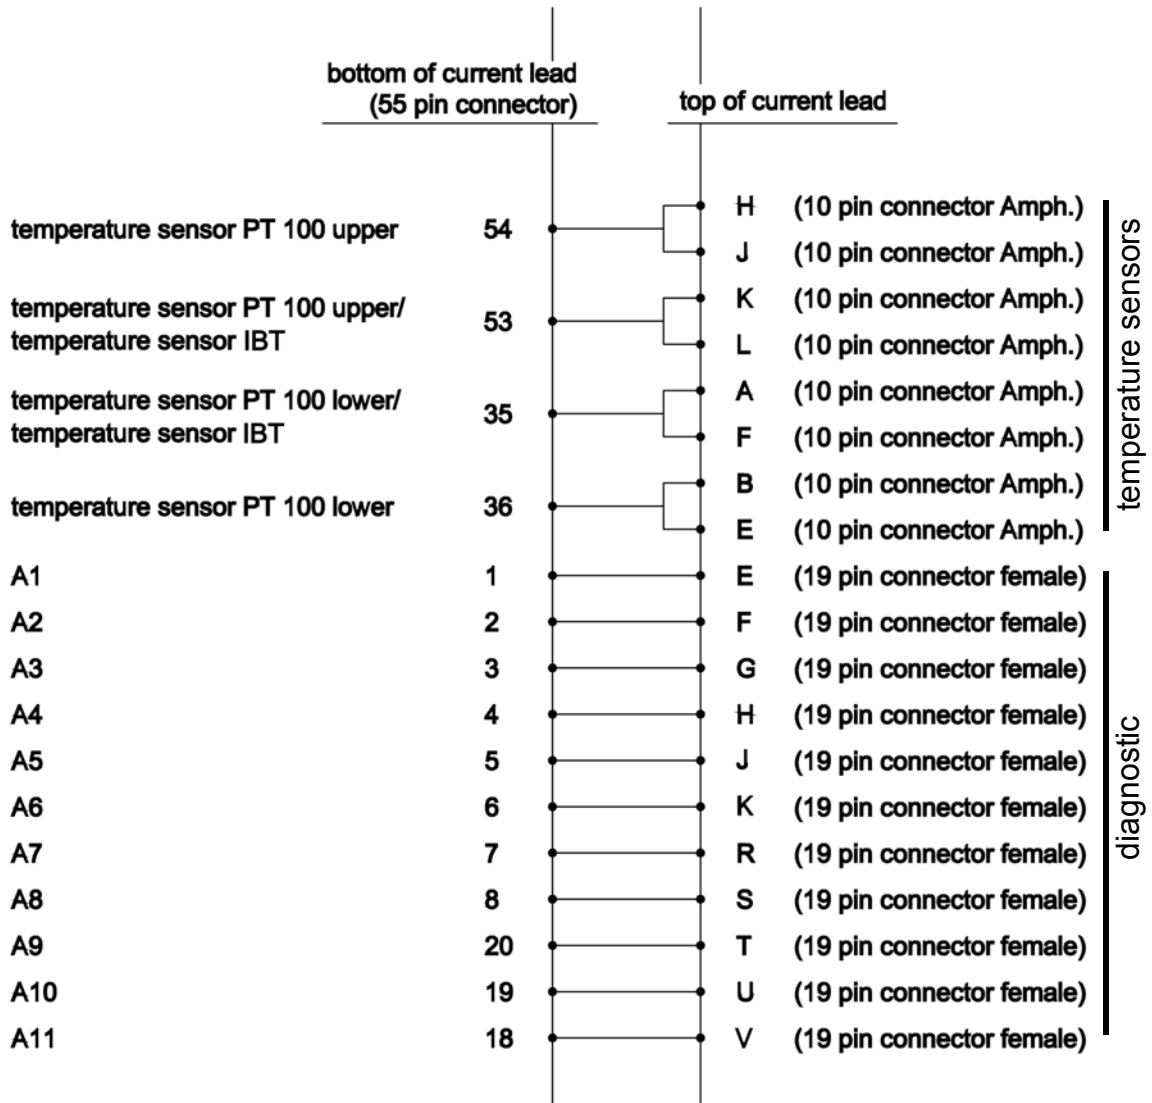 bottom of current lead
(55 pin connector)
top of current lead
temperature sensor PT 100 upper 54 H (10 pin connector Amph.)
J (10 pin connector Amph.)
temperature sensor PT 100 upper/
temperature sensor IBT 53 K (10 pin connector Amph.)
L (10 pin connector Amph.)
temperature sensor PT 100 lower/
temperature sensor IBT 35 A (10 pin connector Amph.)
F (10 pin connector Amph.)
temperature sensor PT 100 lower 36 B (10 pin connector Amph.)
E (10 pin connector Amph.)
temperature sensors
A1 1 E (19 pin connector female)
A2 2 F (19 pin connector female)
A3 3 G (19 pin connector female)
A4 4 H (19 pin connector female)
A5 5 J (19 pin connector female)
A6 6 K (19 pin connector female)
A7 7 R (19 pin connector female)
A8 8 S (19 pin connector female)
A9 20 T (19 pin connector female)
A10 19 U (19 pin connector female)
A11 18 V (19 pin connector female)
diagnostic